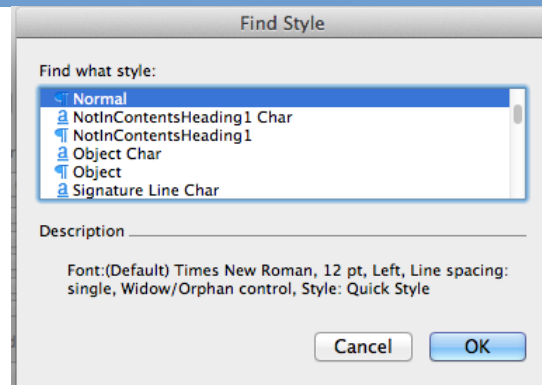 Find Style
Find what style:
¶ Normal
a NotInContentsHeading1 Char
¶ NotInContentsHeading1
a Object Char
¶ Object
a Signature Line Char
Description
Font:(Default) Times New Roman, 12 pt, Left, Line spacing:
single, Widow/Orphan control, Style: Quick Style
Cancel OK